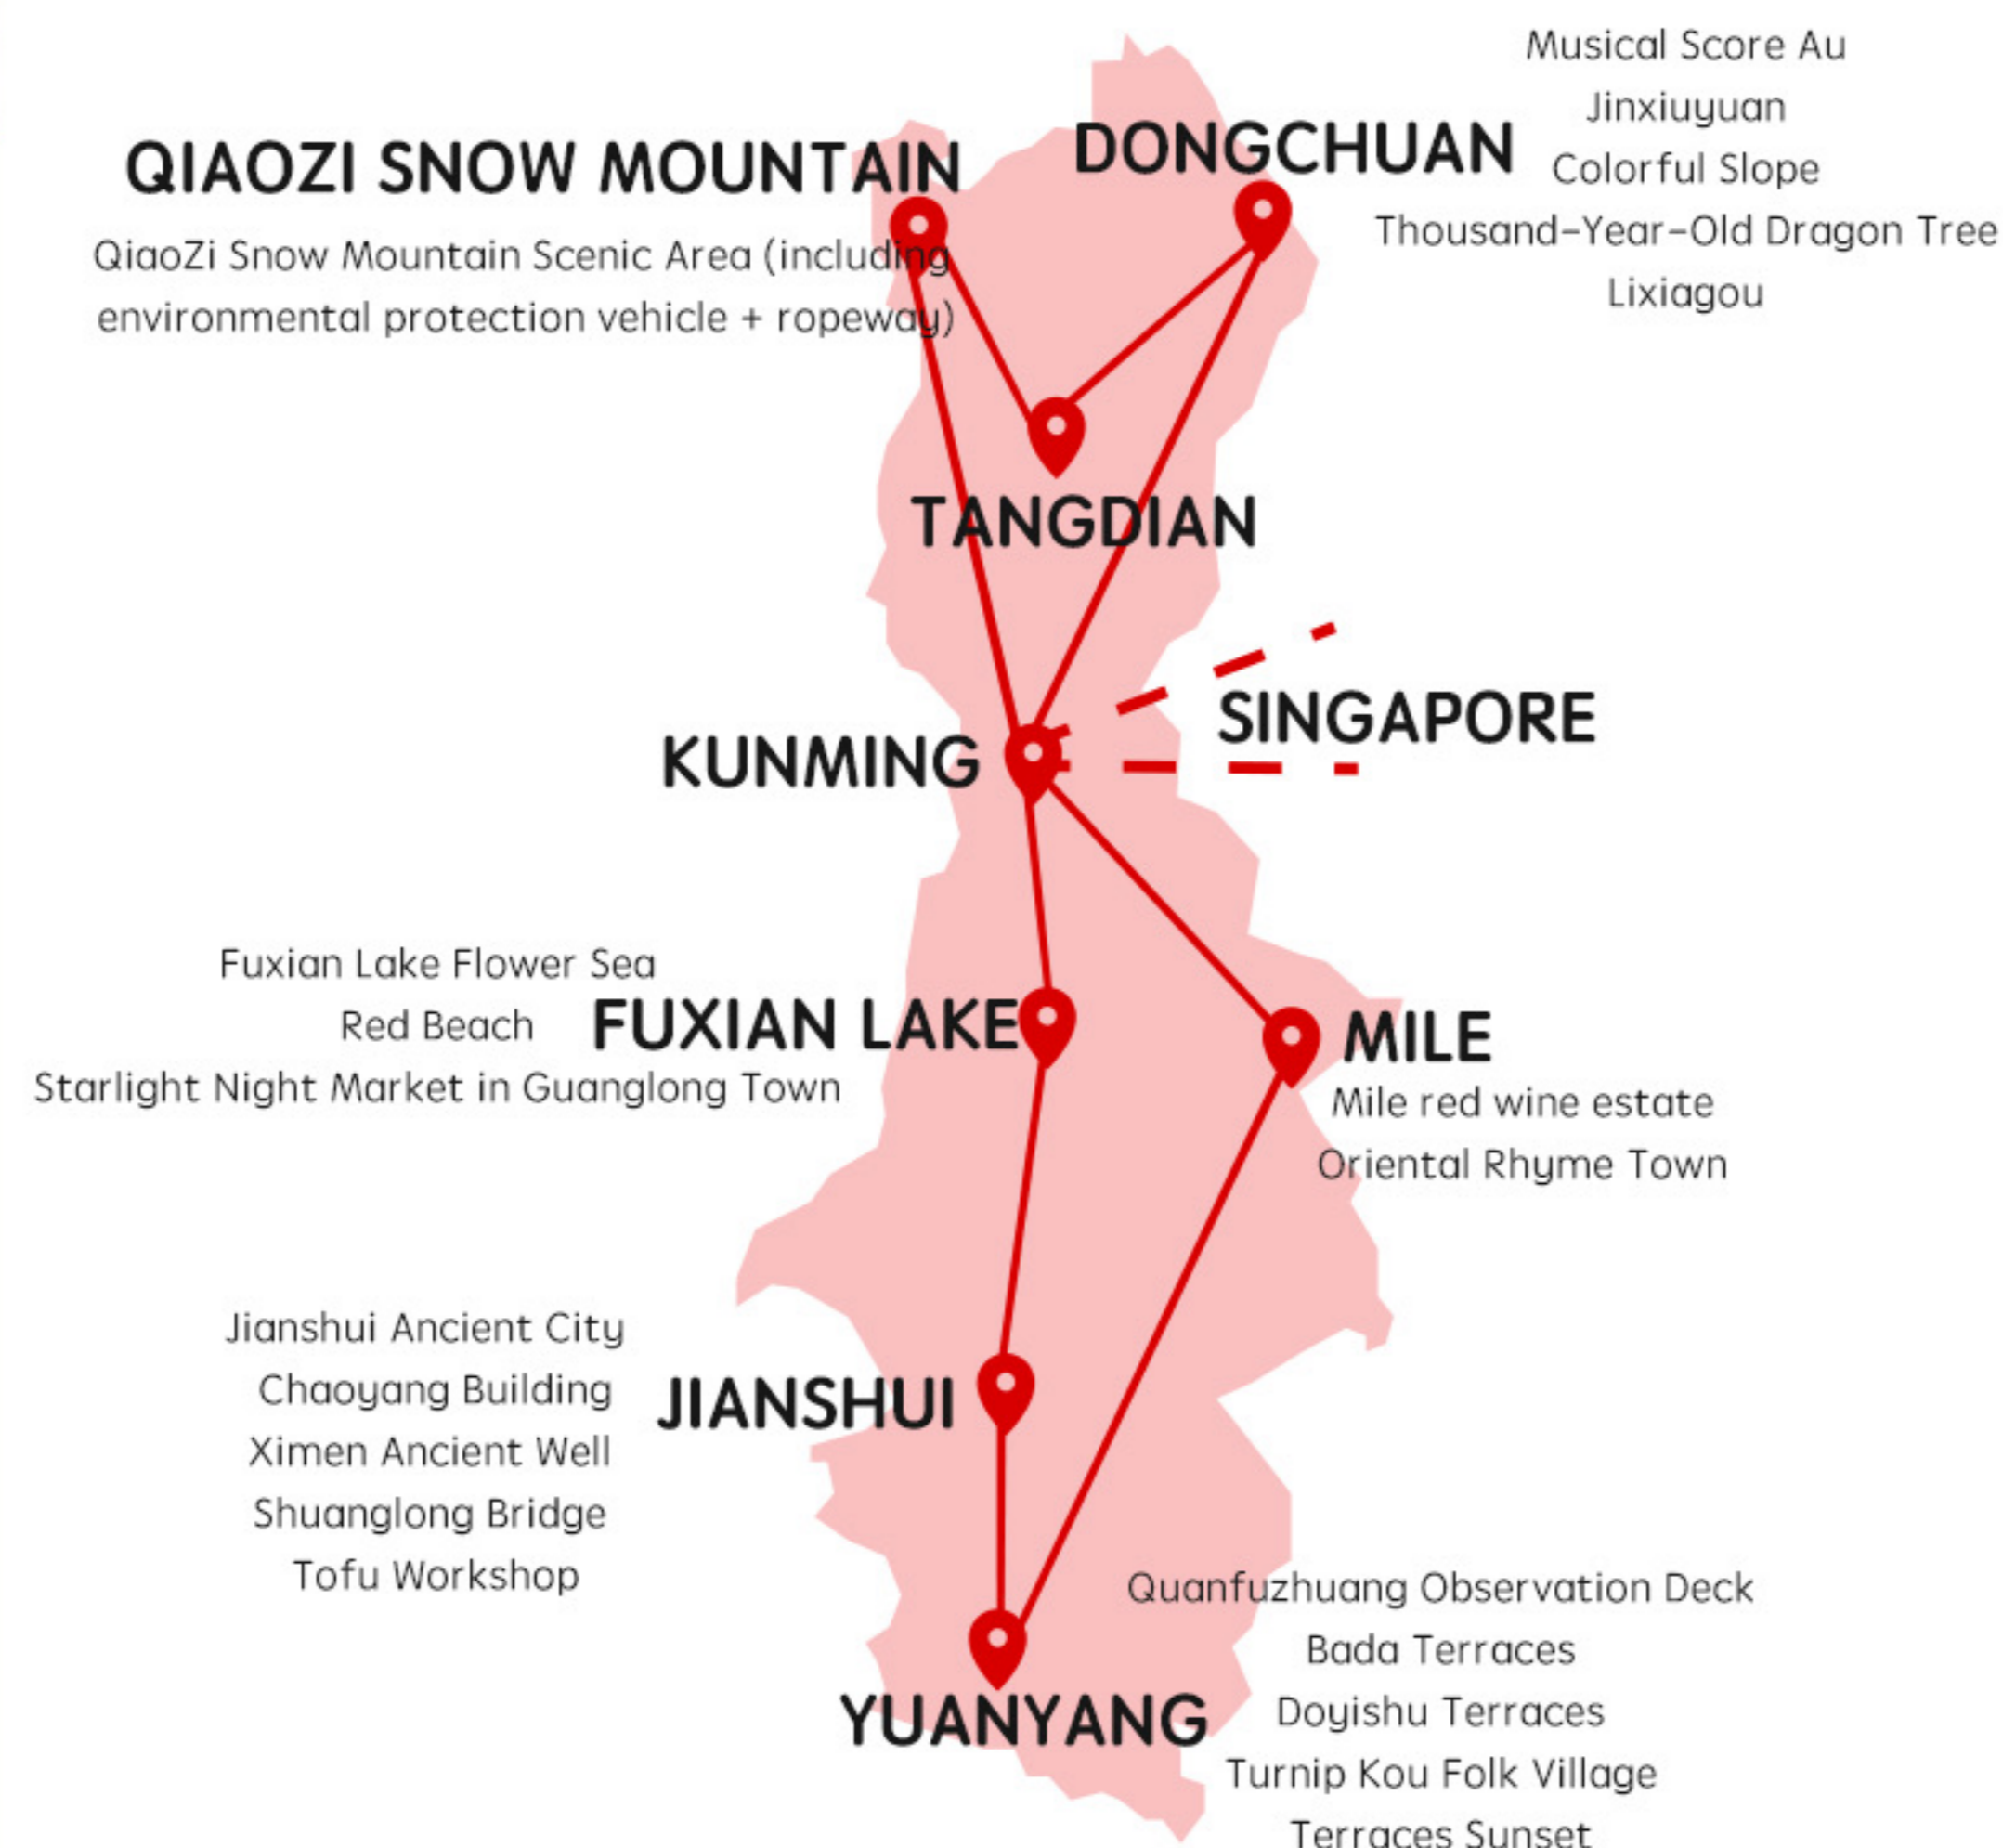 Musical Score Au
Jinxiuyuan
Colorful Slope
Thousand-Year-Old Dragon Tree
Lixiagou
DONGCHUAN
QIAOZI SNOW MOUNTAIN
QiaoZi Snow Mountain Scenic Area (including
environmental protection vehicle + ropeway)
TANGDIAN
SINGAPORE
KUNMING
Fuxian Lake Flower Sea
Red Beach
Starlight Night Market in Guanglong Town
FUXIAN LAKE
MILE
Mile red wine estate
Oriental Rhyme Town
Jianshui Ancient City
Chaoyang Building
Ximen Ancient Well
Shuanglong Bridge
Tofu Workshop
JIANSHUI
Quanfuzhuang Observation Deck
Bada Terraces
Doyishu Terraces
Turnip Kou Folk Village
Terraces Sunset
YUANYANG